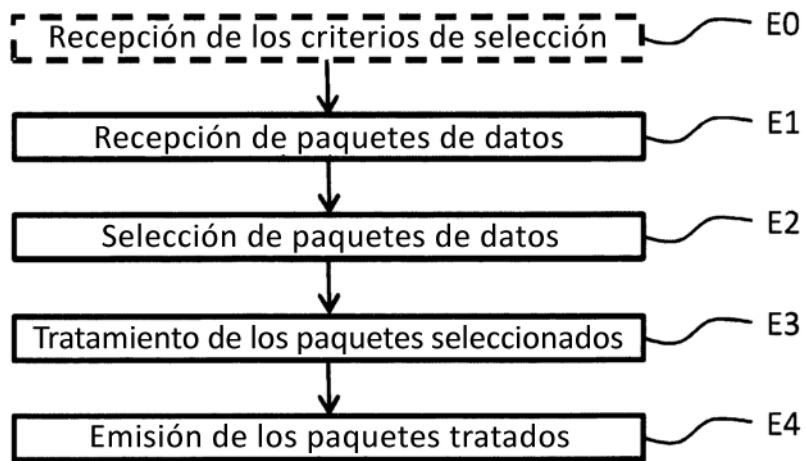 Recepción de los criterios de selección E0
Recepción de paquetes de datos E1
Selección de paquetes de datos E2
Tratamiento de los paquetes seleccionados E3
Emisión de los paquetes tratados E4